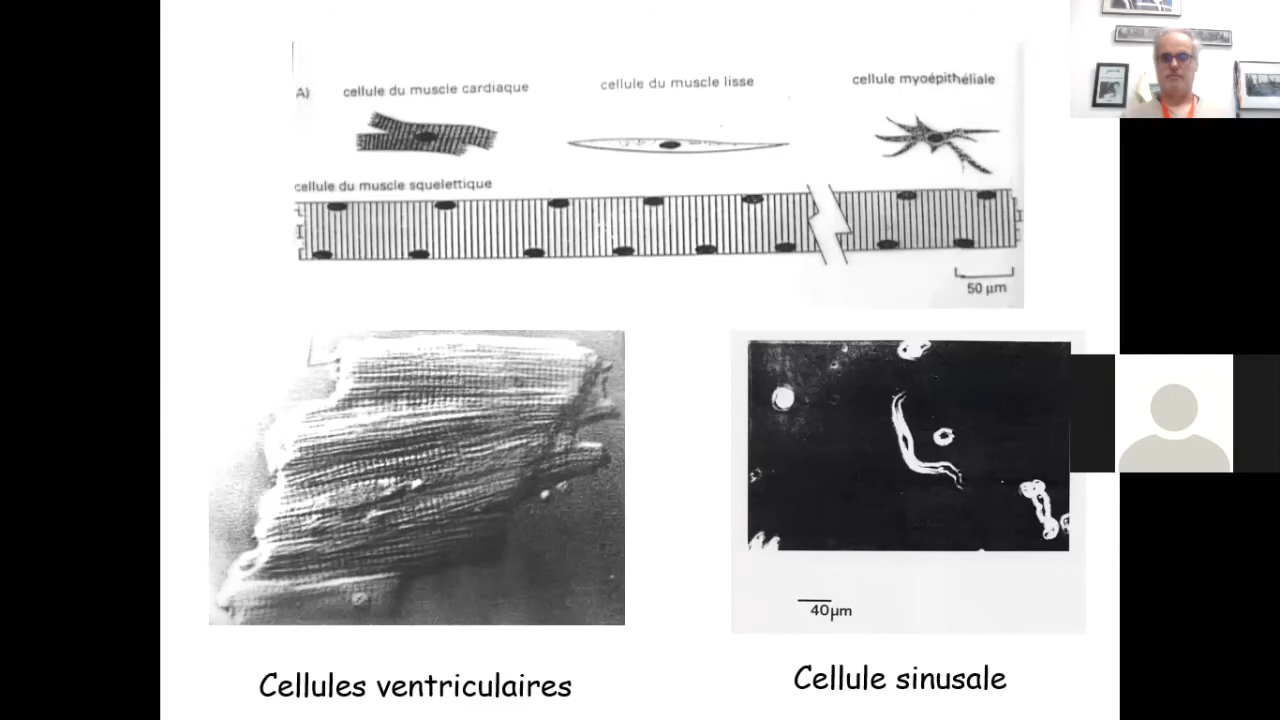 A)
cellule du muscle cardiaque
cellule du muscle lisse
cellule myoépithéliale
cellule du muscle squelettique
50 µm
40µm
Cellules ventriculaires
Cellule sinusale